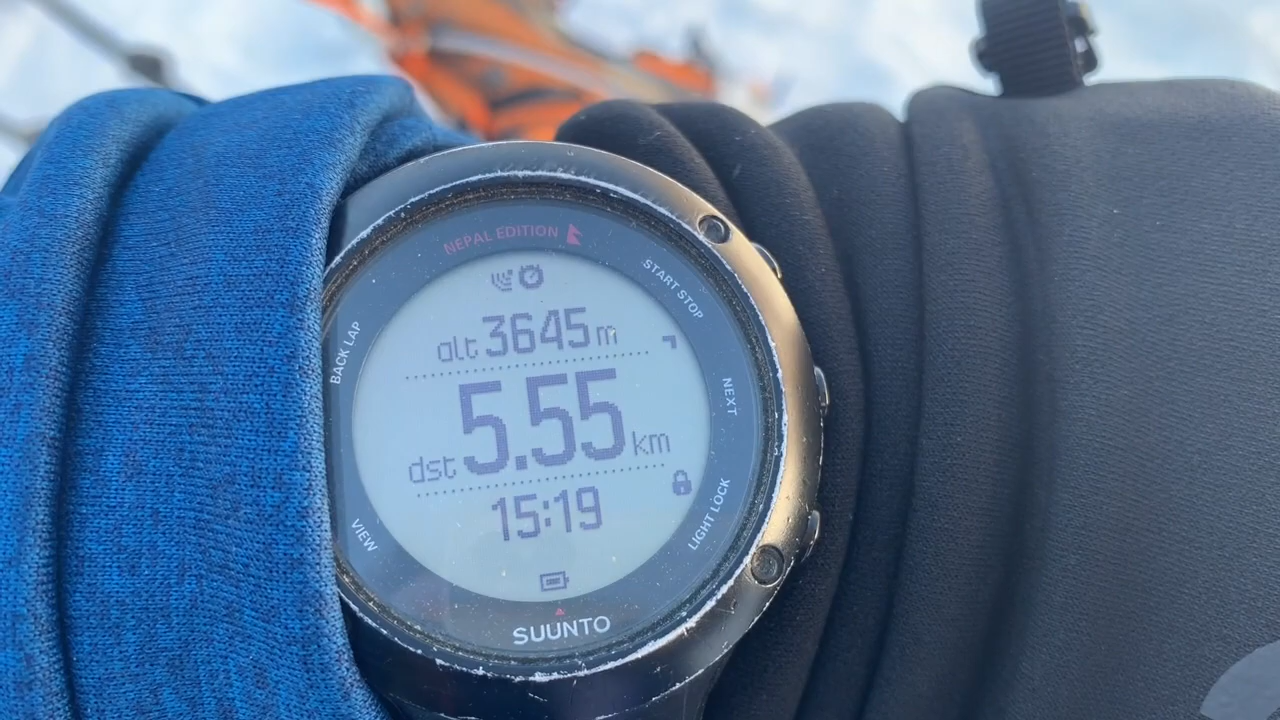 NEPAL EDITION
START STOP
BACK LAP
alt 3645 m
NEXT
dst 5.55 km
15:19
VIEW
LIGHT LOCK
SUUNTO